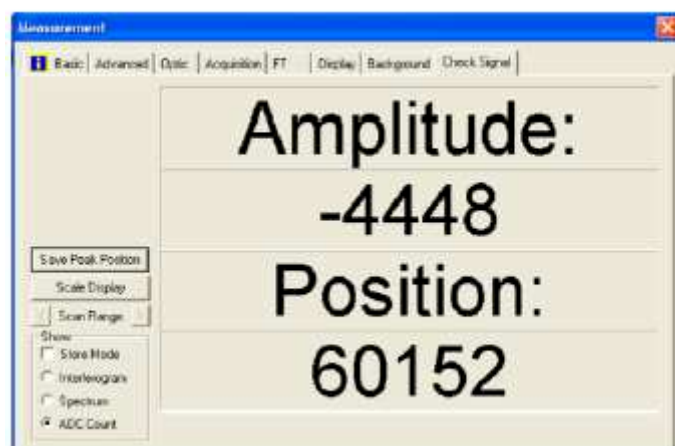 Measurement
Basic Advanced Optic Acquisition FT Display Background Check Signal
Amplitude:
-4448
Save Peak Position
Scale Display
Position:
Scan Range
Show
Store Mode
Interferogram
60152
Spectrum
ADC Count